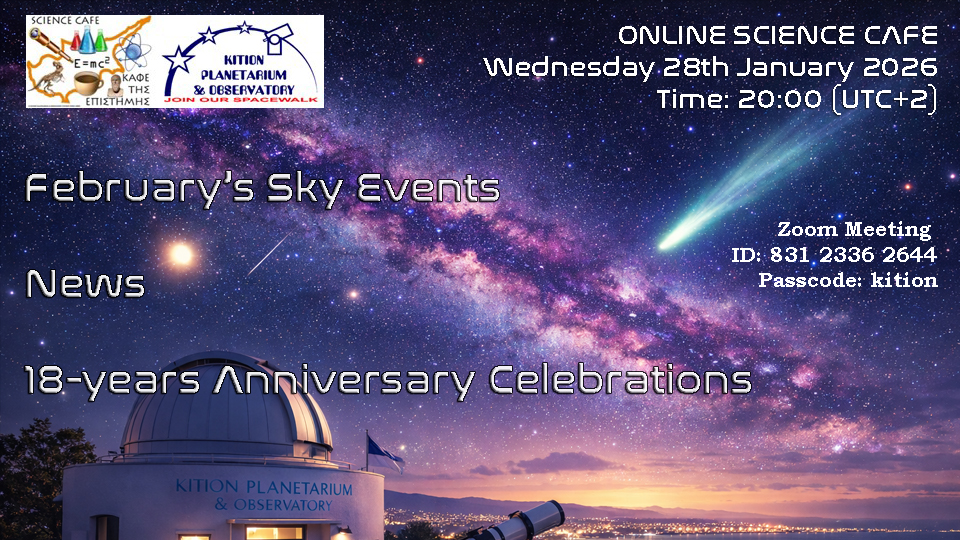 SCIENCE CAFE
E=mc²
ΚΑΦΕ
ΤΗΣ
ΕΠΙΣΤΗΜΗΣ
KITION
PLANETARIUM
& OBSERVATORY
JOIN OUR SPACEWALK
ONLINE SCIENCE CAFE
Wednesday 28th January 2026
Time: 20:00 (UTC+2)
February's Sky Events
Zoom Meeting
ID: 831 2336 2644
Passcode: kition
News
18-years Anniversary Celebrations
KITION PLANETARIUM
& OBSERVATORY